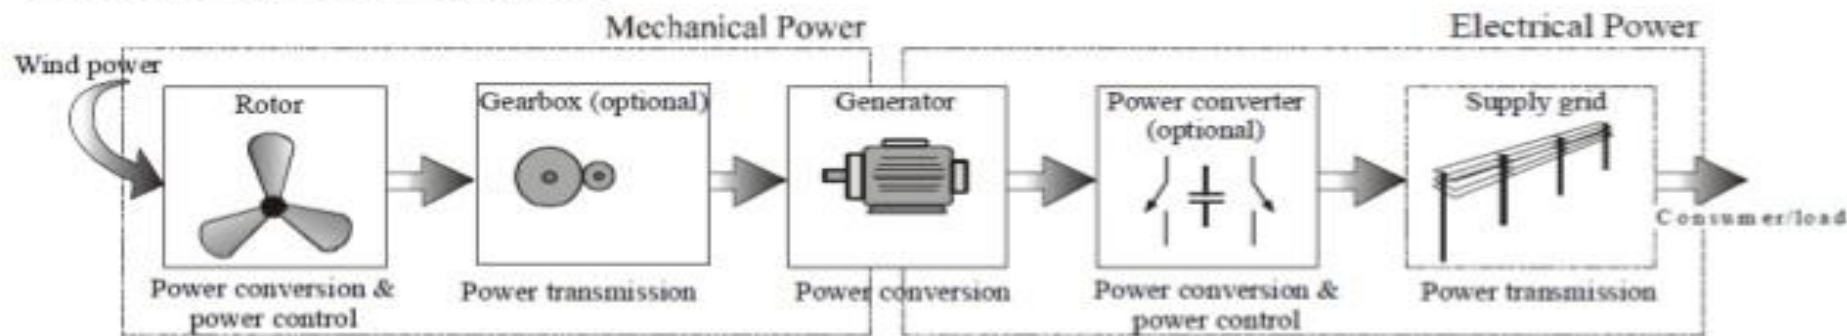 Mechanical Power
Electrical Power
Wind power
Rotor
Power conversion &
power control
Gearbox (optional)
Power transmission
Generator
Power conversion
Power converter
(optional)
Power conversion &
power control
Supply grid
Power transmission
Consumer/load